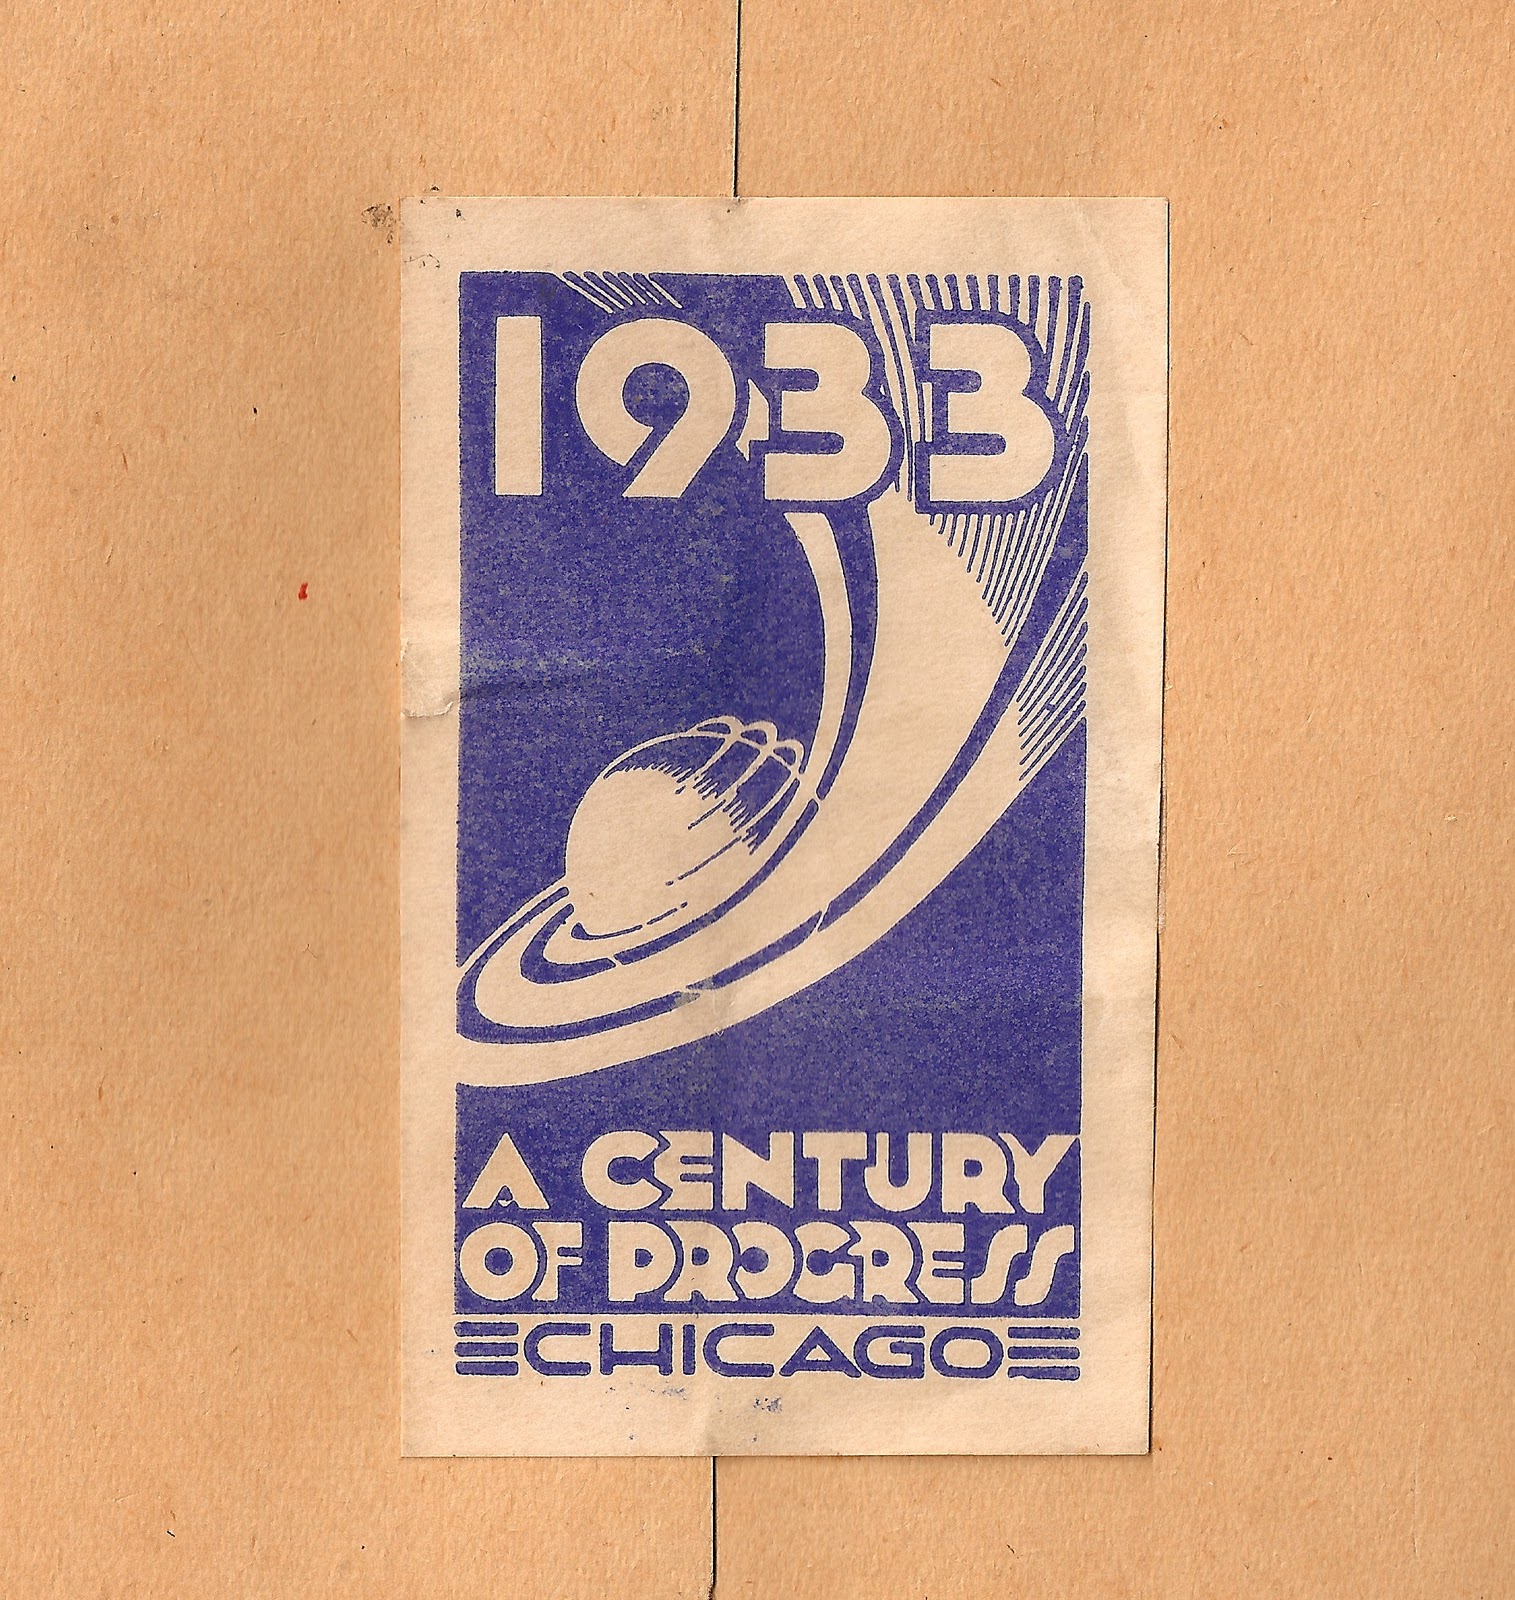 1933
A CENTURY
OF PROGRESS
CHICAGO